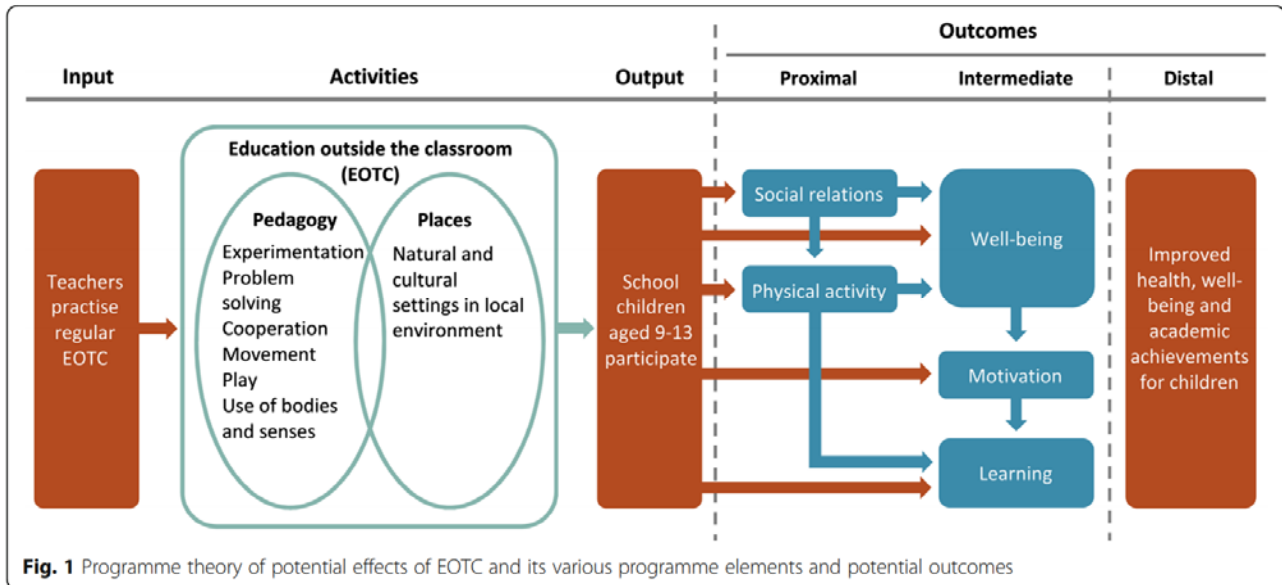 Outcomes
Input
Activities
Output
Proximal
Intermediate
Distal
Education outside the classroom
(EOTC)
Pedagogy
Experimentation
Problem
solving
Cooperation
Movement
Play
Use of bodies
and senses
Places
Natural and
cultural
settings in local
environment
Teachers
practise
regular
EOTC
School
children
aged 9-13
participate
Social relations
Physical activity
Well-being
Motivation
Learning
Improved
health, well-
being and
academic
achievements
for children
Fig. 1 Programme theory of potential effects of EOTC and its various programme elements and potential outcomes